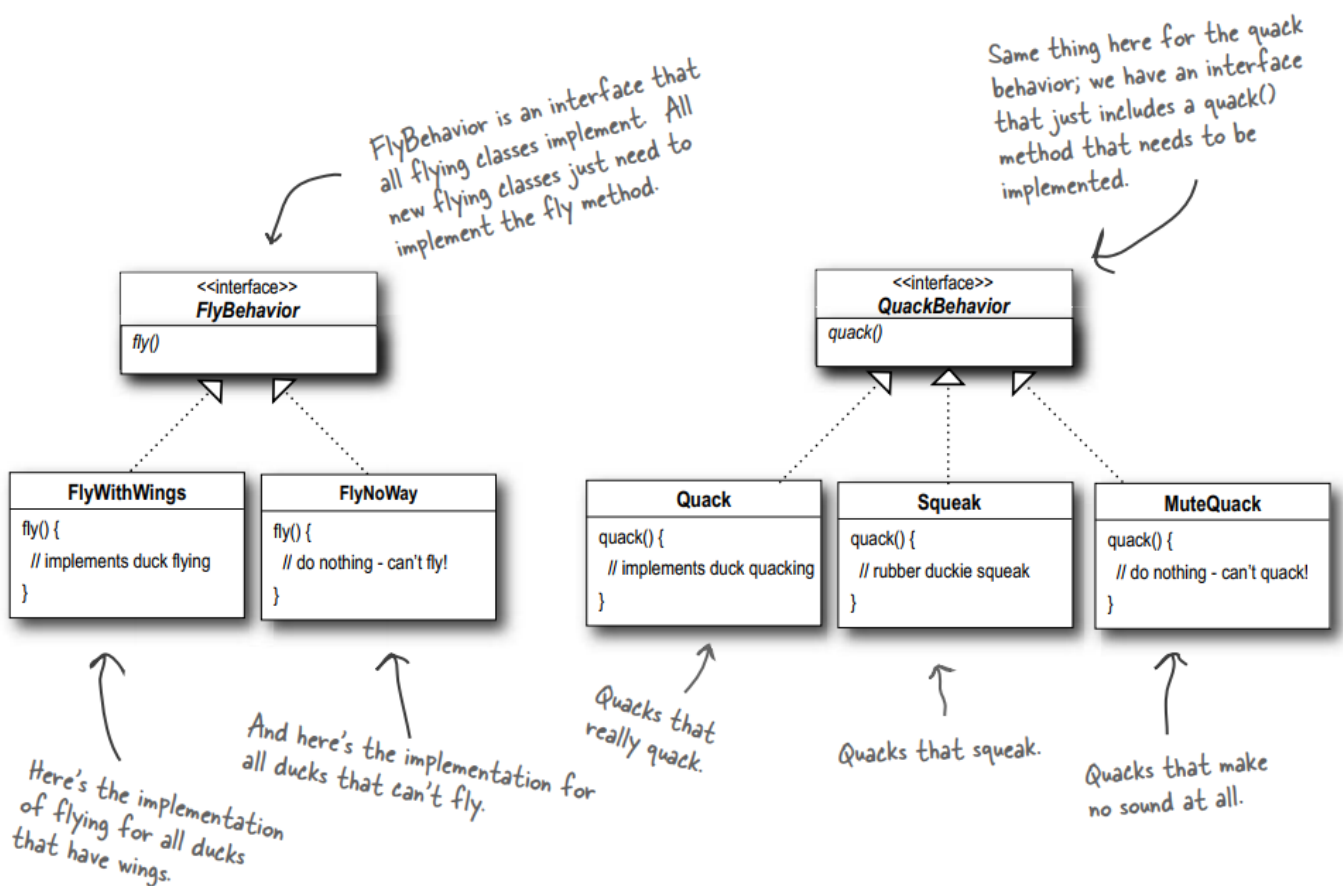 FlyBehavior is an interface that
all flying classes implement. All
new flying classes just need to
implement the fly method.
Same thing here for the quack
behavior; we have an interface
that just includes a quack()
method that needs to be
implemented.
<<interface>>
FlyBehavior
fly()
<<interface>>
QuackBehavior
quack()
FlyWithWings
fly() {
// implements duck flying
}
FlyNoWay
fly() {
// do nothing - can't fly!
}
Quack
quack() {
// implements duck quacking
}
Squeak
quack() {
// rubber duckie squeak
}
MuteQuack
quack() {
// do nothing - can't quack!
}
Here's the implementation
of flying for all ducks
that have wings.
And here's the implementation for
all ducks that can't fly.
Quacks that
really quack.
Quacks that squeak.
Quacks that make
no sound at all.